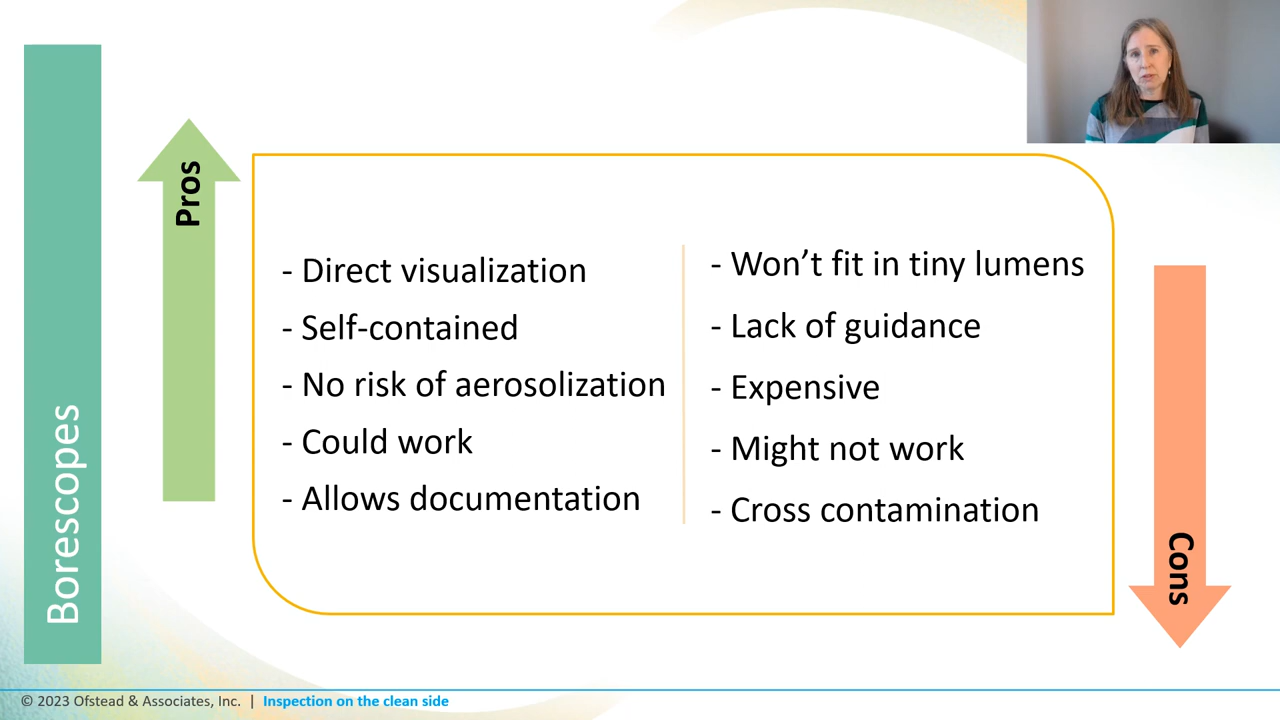 Borescopes
Pros
- Direct visualization
- Self-contained
- No risk of aerosolization
- Could work
- Allows documentation
- Won’t fit in tiny lumens
- Lack of guidance
- Expensive
- Might not work
- Cross contamination
Cons
© 2023 Ofstead & Associates, Inc. | Inspection on the clean side